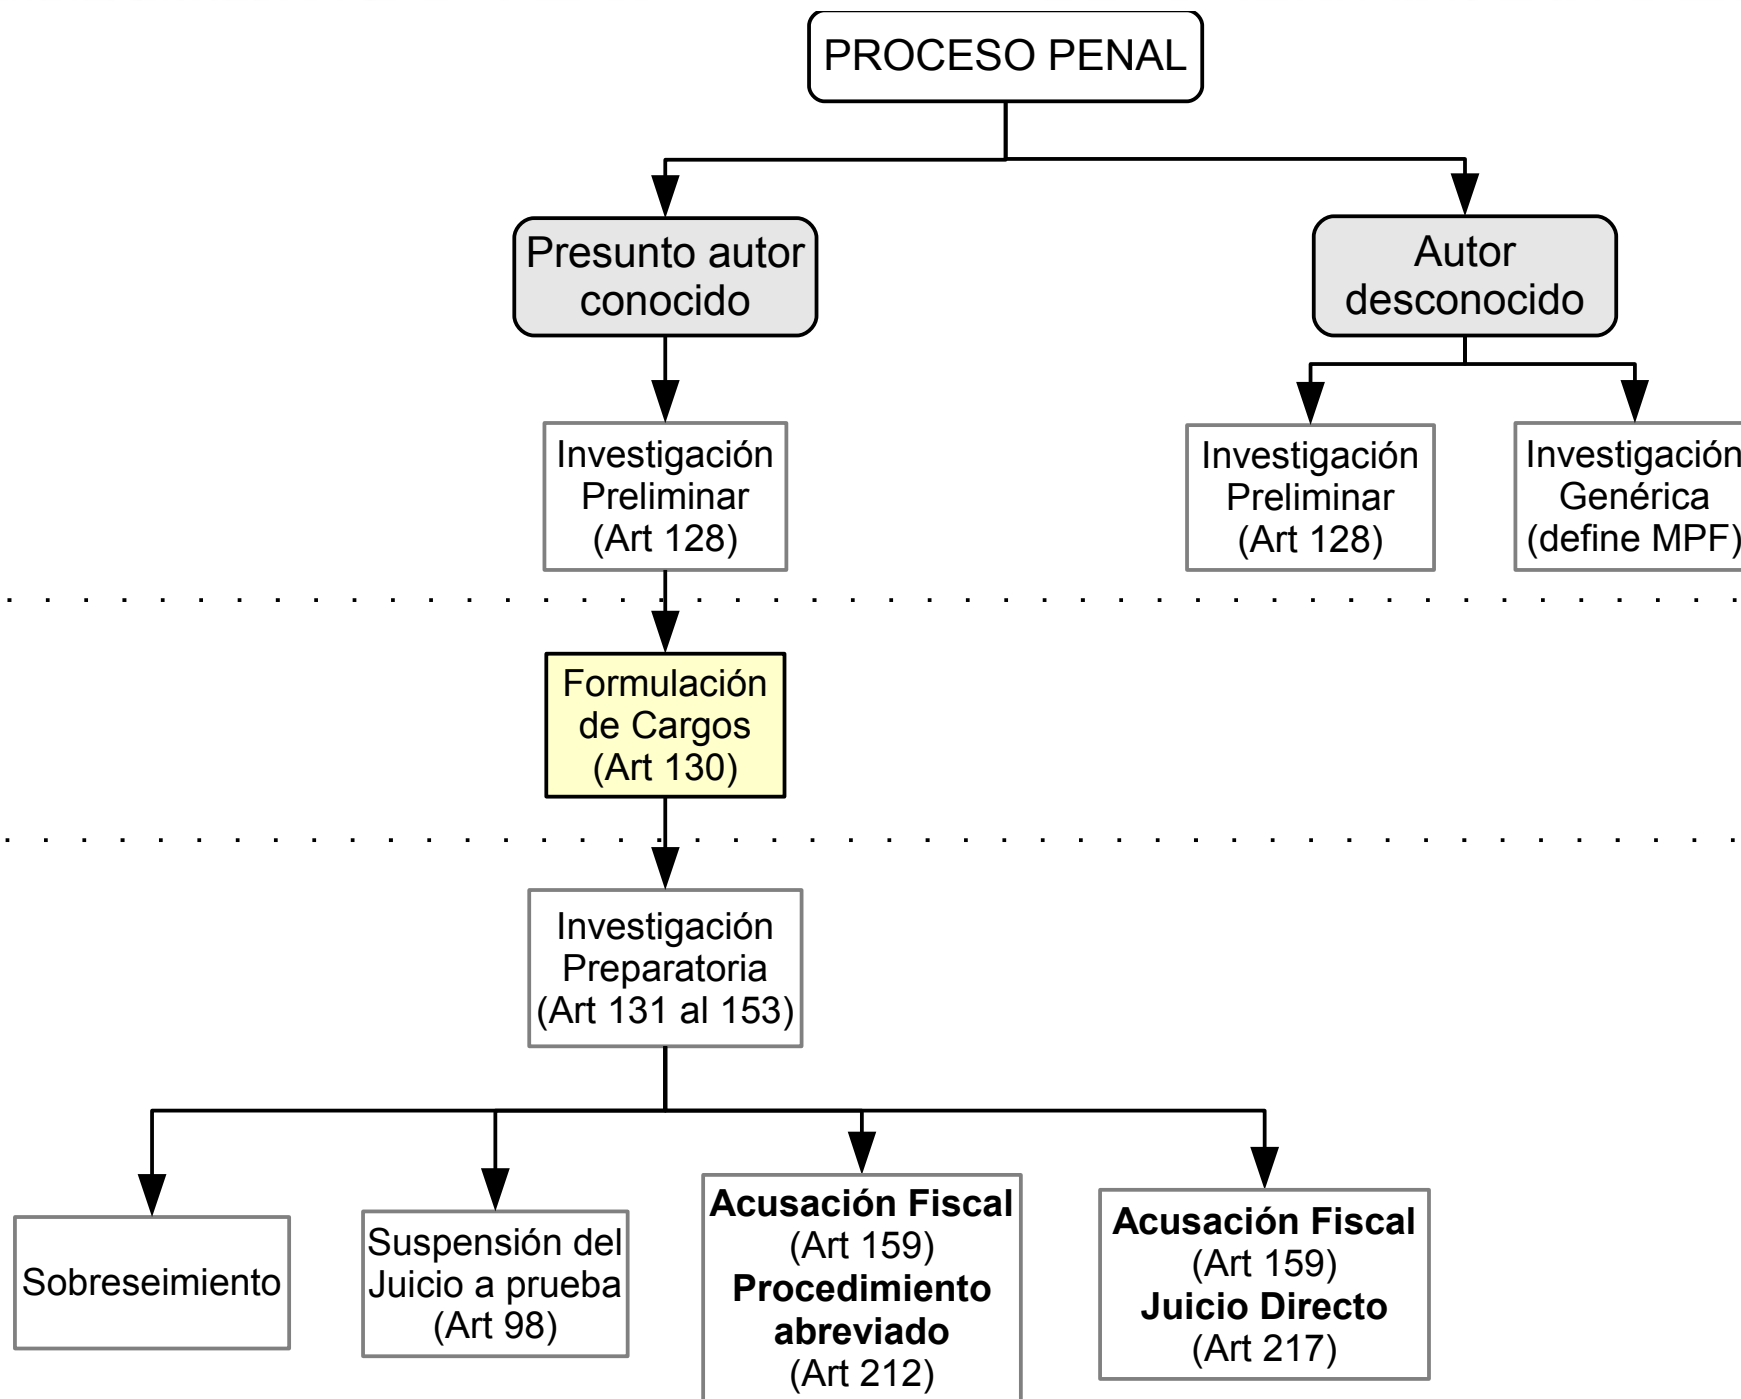 PROCESO PENAL
Presunto autor
conocido
Autor
desconocido
Investigación
Preliminar
(Art 128)
Investigación
Preliminar
(Art 128)
Investigación
Genérica
(define MPF)
Formulación
de Cargos
(Art 130)
Investigación
Preparatoria
(Art 131 al 153)
Sobreseimiento
Suspensión del
Juicio a prueba
(Art 98)
Acusación Fiscal
(Art 159)
Procedimiento
abreviado
(Art 212)
Acusación Fiscal
(Art 159)
Juicio Directo
(Art 217)